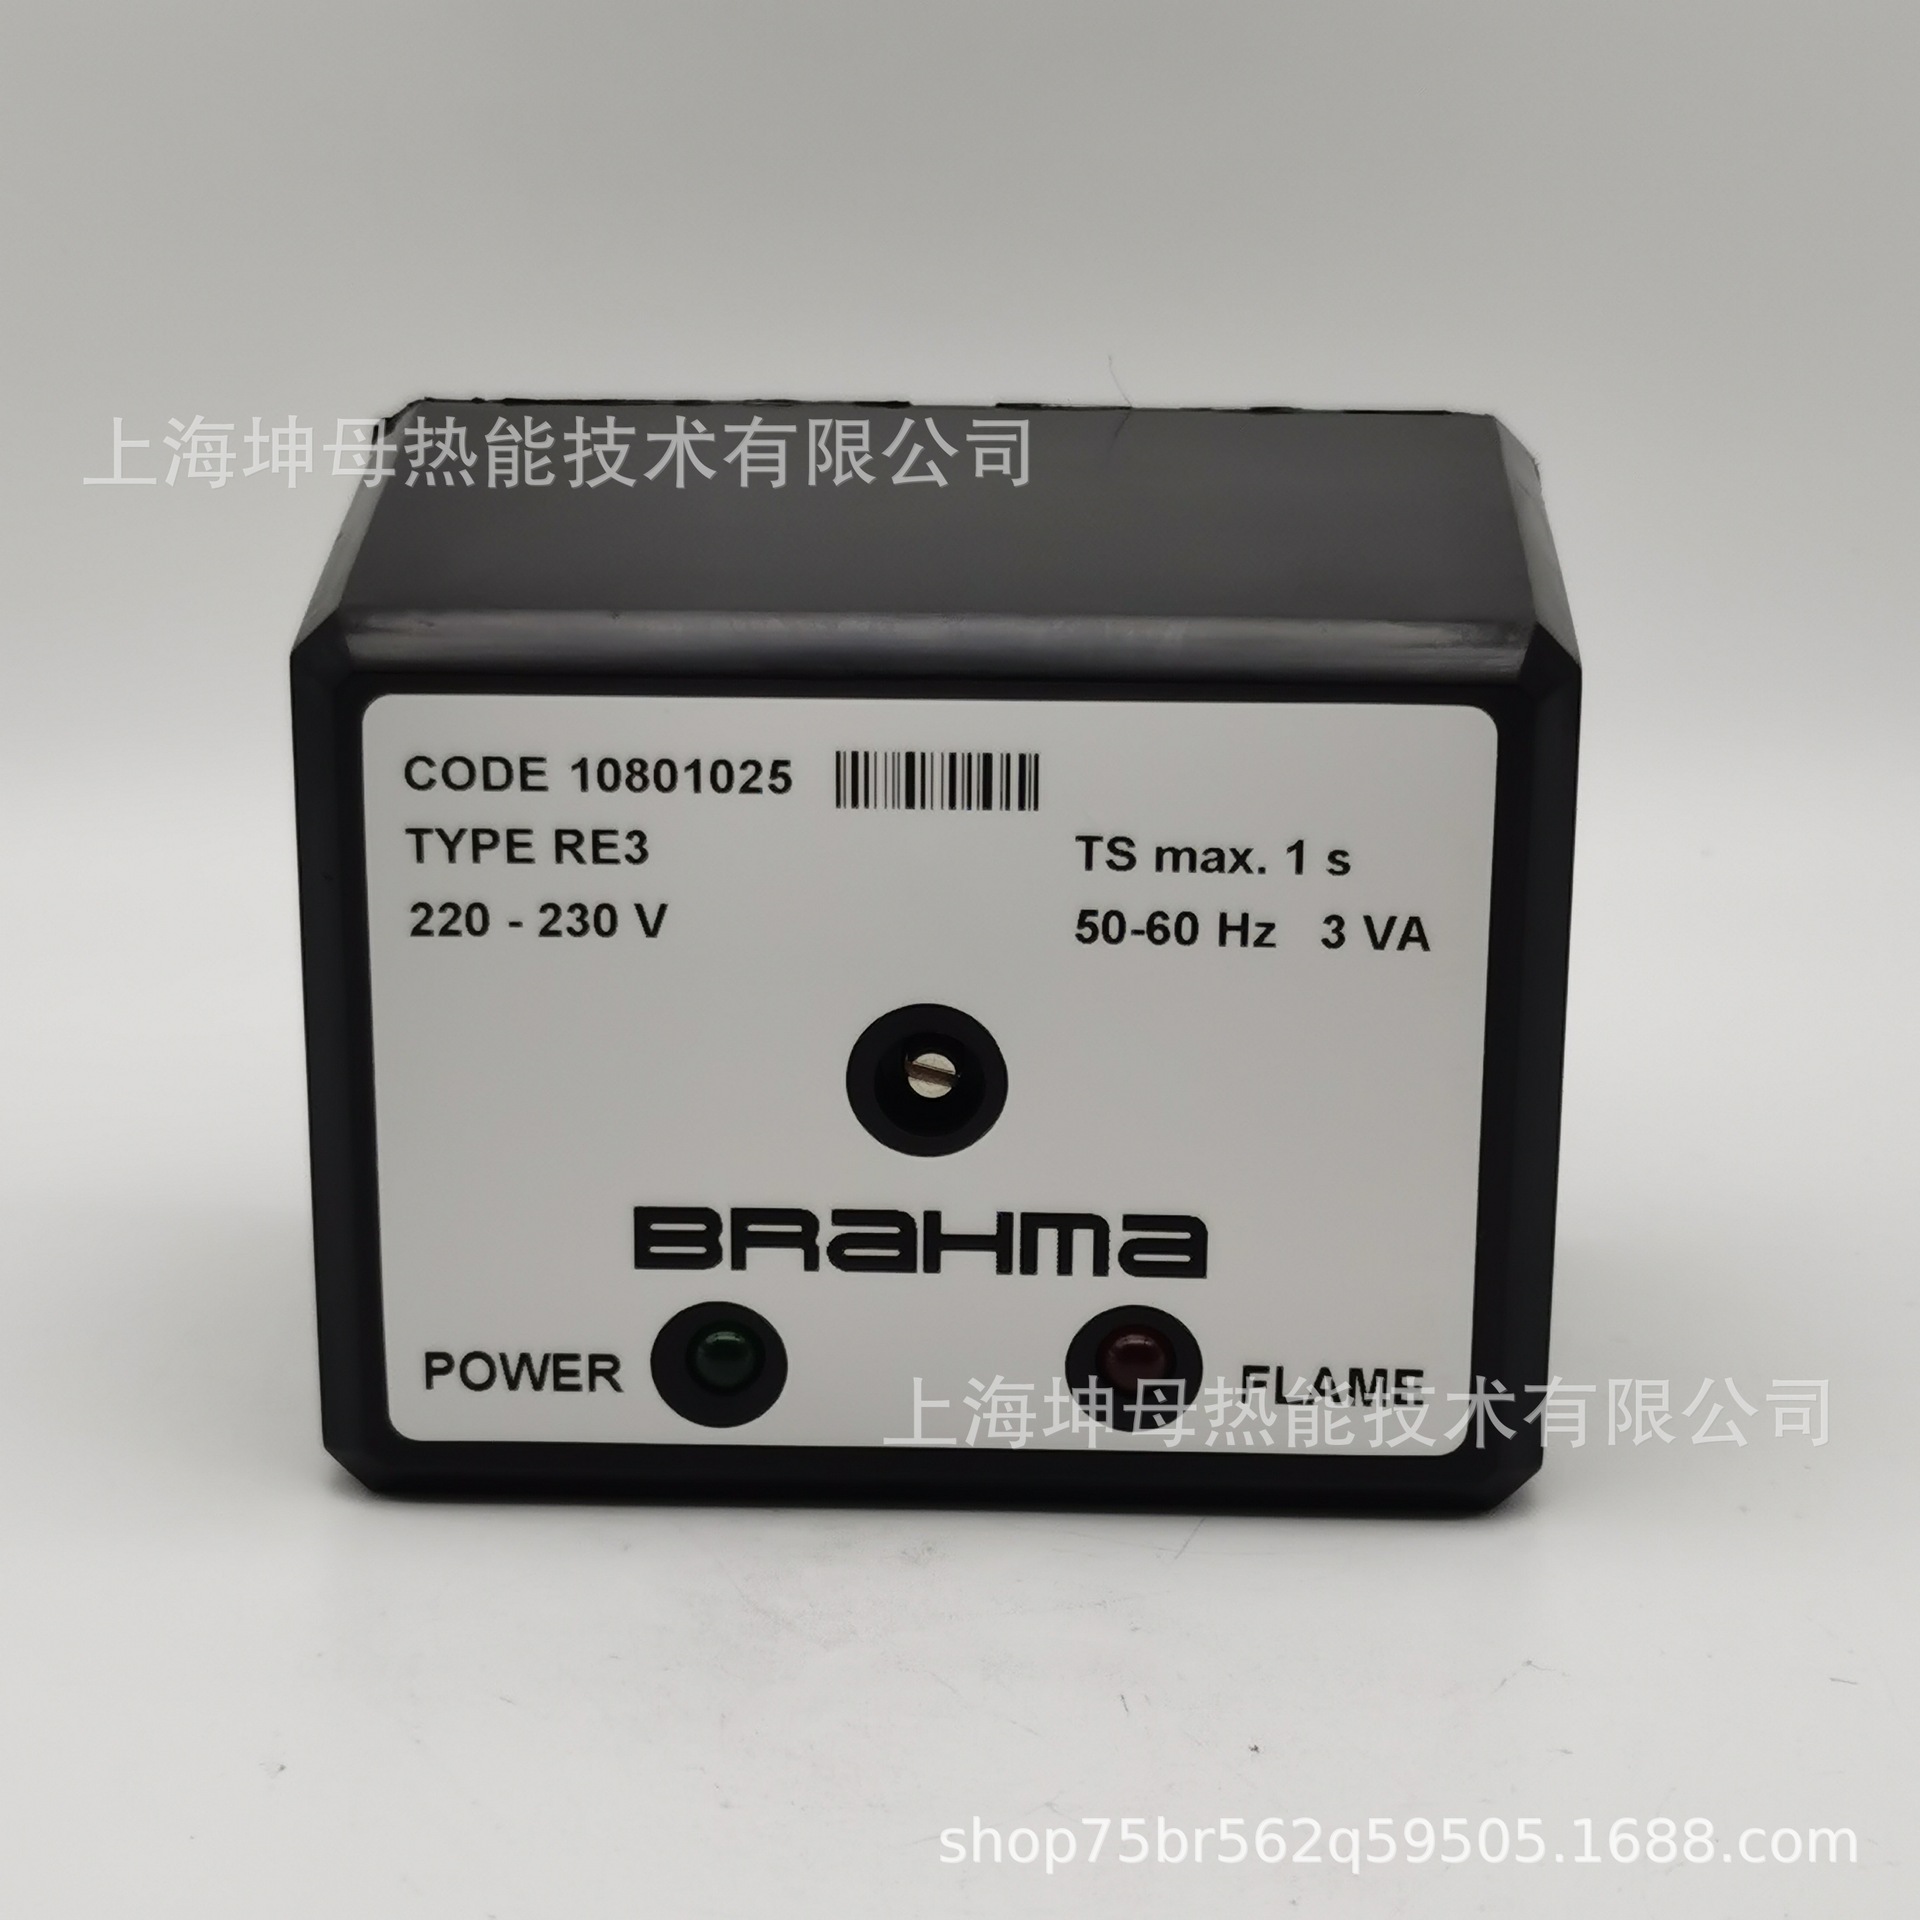 上海坤母热能技术有限公司
CODE 10801025
TYPE RE3
TS max. 1 s
220 - 230 V
50-60 Hz 3 VA
BRaHma
POWER
FLAME
上海坤母热能技术有限公司
shop75br562q59505.1688.com